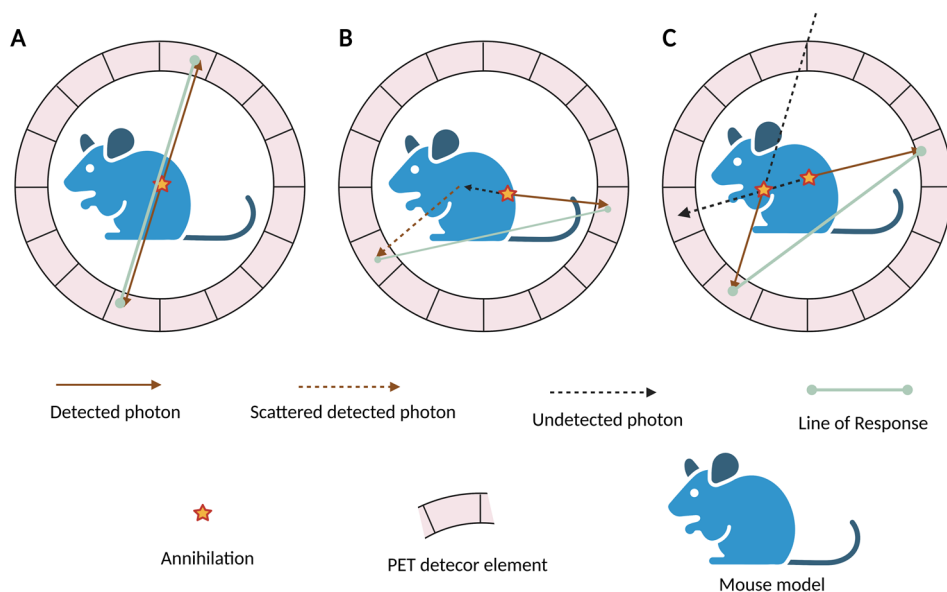 A
B
C
Detected photon
Scattered detected photon
Undetected photon
Line of Response
Annihilation
PET detecor element
Mouse model